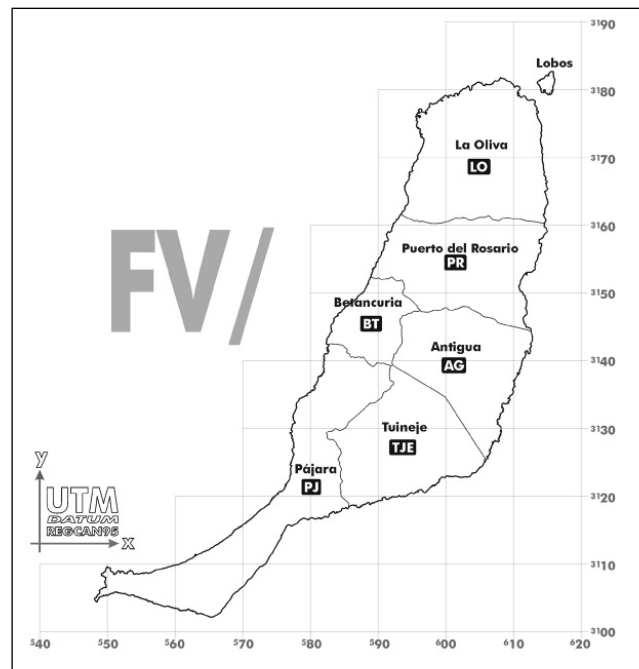 3190
Lobos
3180
La Oliva
LO
3170
3160
Puerto del Rosario
PR
FV/
3150
Betancuria
BT
Antigua
AG
3140
Tuineje
TJE
3130
y
Pájara
PJ
UTM
DATUM
REGCAN95
x
3120
3110
3100
540 550 560 570 580 590 600 610 620